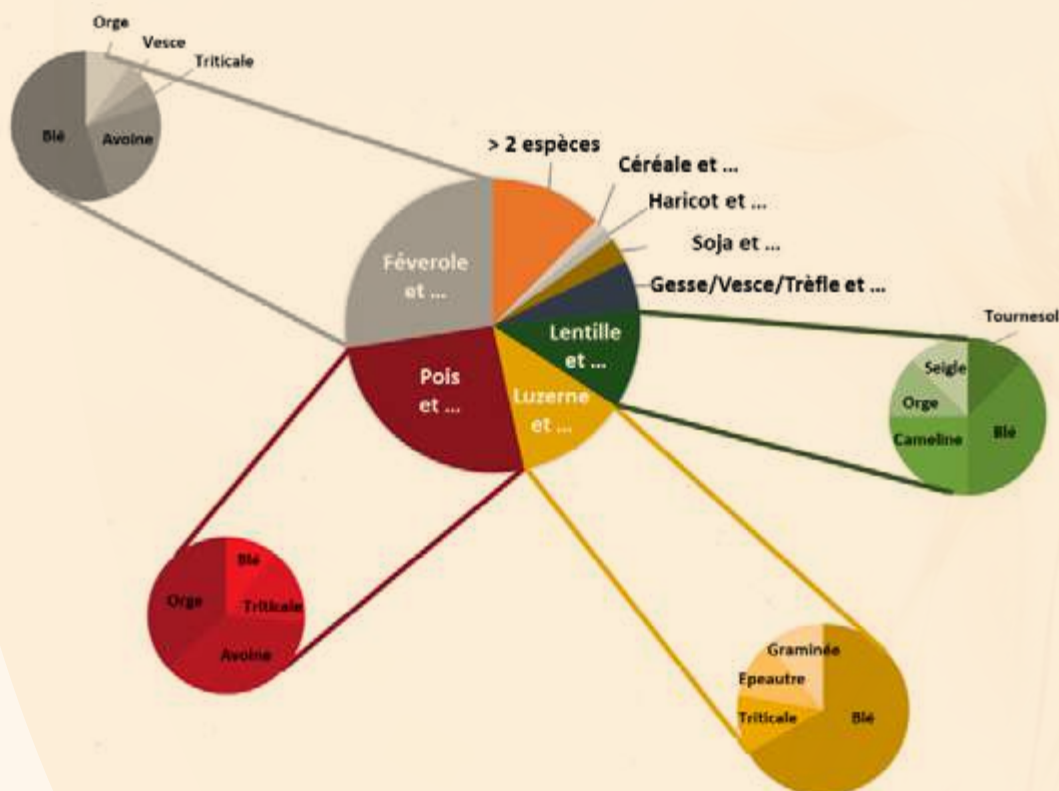 Orge
Vesce
Triticale
Blé
Avoine
> 2 espèces
Céréale et ...
Haricot et ...
Soja et ...
Gesse/Vesce/Trèfle et ...
Féverole
et ...
Lentille
et ...
Pois
et ...
Luzerne
et ...
Tournesol
Seigle
Orge
Cameline
Blé
Blé
Orge
Triticale
Avoine
Graminée
Epeautre
Triticale
Blé